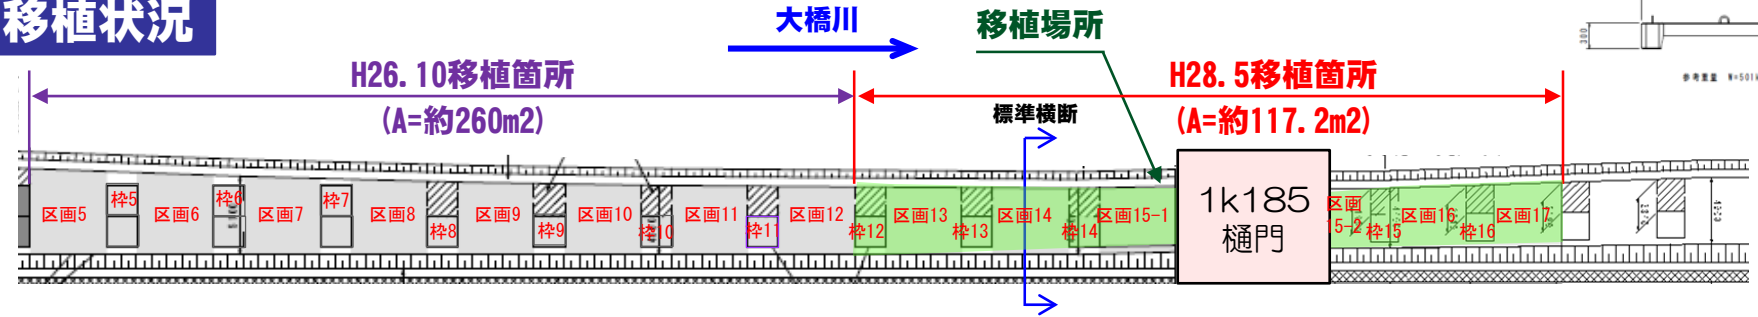 移植状況
大橋川
移植場所
300
参考重量 W=501k
H26.10移植箇所
(A=約260m2)
H28.5移植箇所
(A=約117.2m2)
標準横断
区画5
枠5
区画6
枠6
区画7
枠7
区画8
枠8
区画9
枠9
区画10
枠10
区画11
枠11
区画12
枠12
区画13
枠13
区画14
枠14
区画15-1
1k185
樋門
区画
15-2
枠15
区画16
枠16
区画17